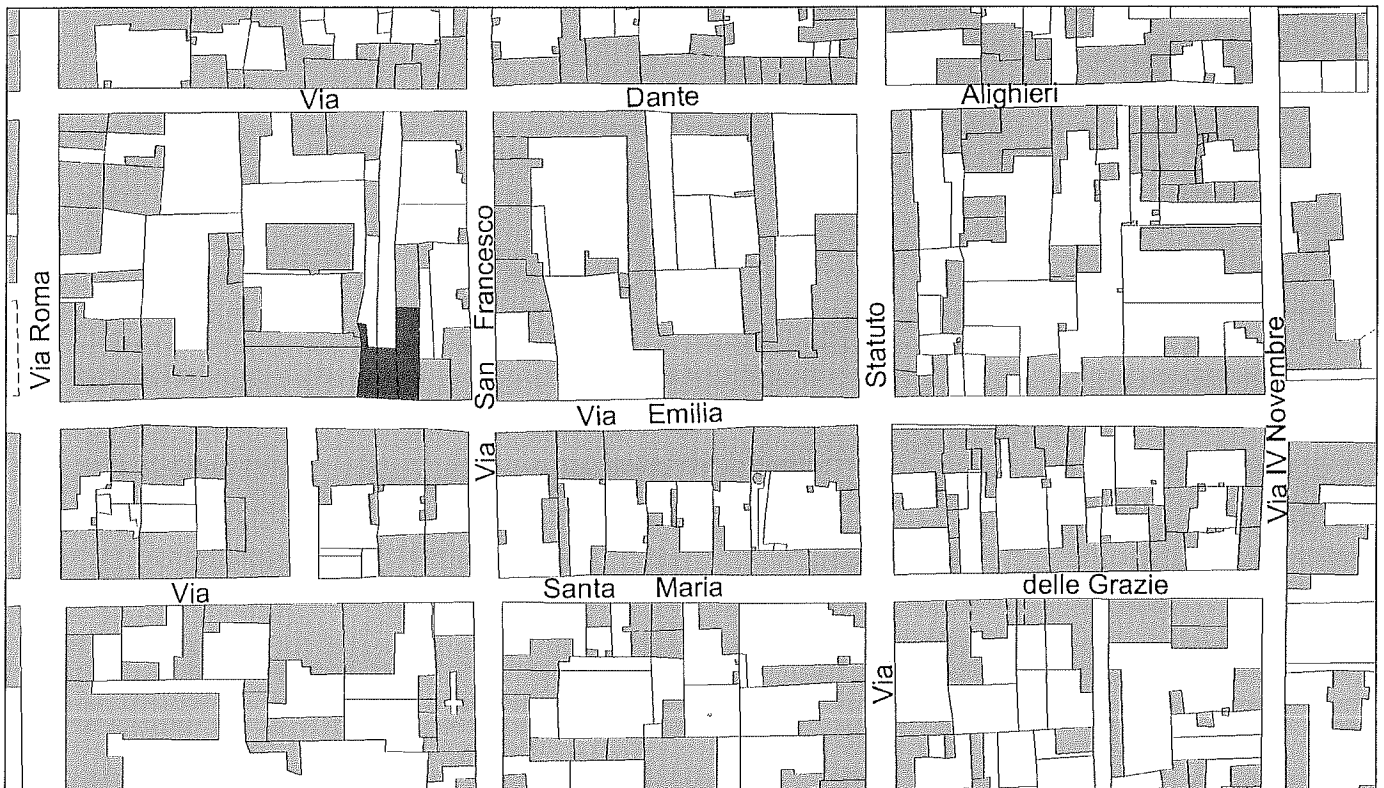 Via Dante Alighieri
Via Roma
Via San Francesco
Via Statuto
Via IV Novembre
Via Emilia
Via Santa Maria delle Grazie